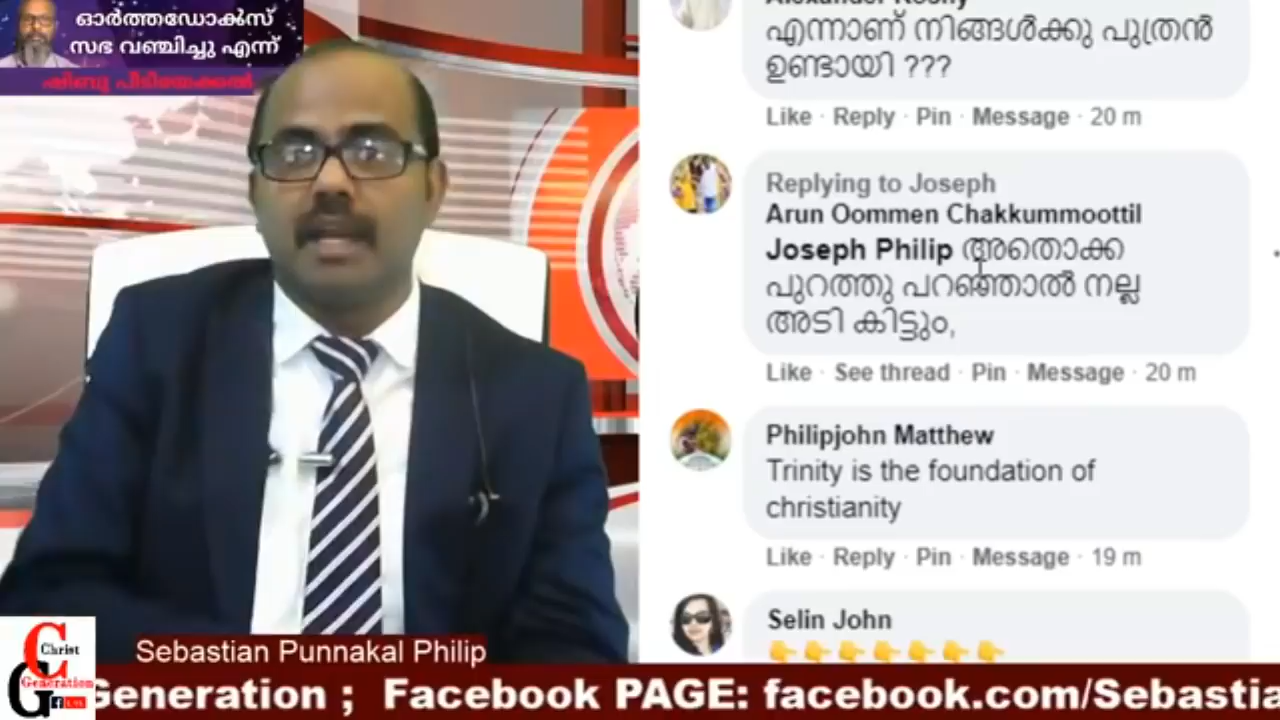 ഓർത്തഡോക്സ്
സഭ വഞ്ചിച്ചു എന്ന്
ഷിബു പീടിയേക്കൽ
എന്നാണ് നിങ്ങൾക്കു പുത്രൻ
ഉണ്ടായി ???
Like · Reply · Pin · Message · 20 m
Replying to Joseph
Arun Oommen Chakkummoottil
Joseph Philip അതൊക്ക
പുറത്തു പറഞ്ഞാൽ നല്ല
അടി കിട്ടും,
Like · See thread · Pin · Message · 20 m
Philipjohn Matthew
Trinity is the foundation of
christianity
Like · Reply · Pin · Message · 19 m
Selin John
👇👇👇👇👇👇👇
Sebastian Punnakal Philip
C Christ
G Generation
Generation ; Facebook PAGE: facebook.com/Sebastia